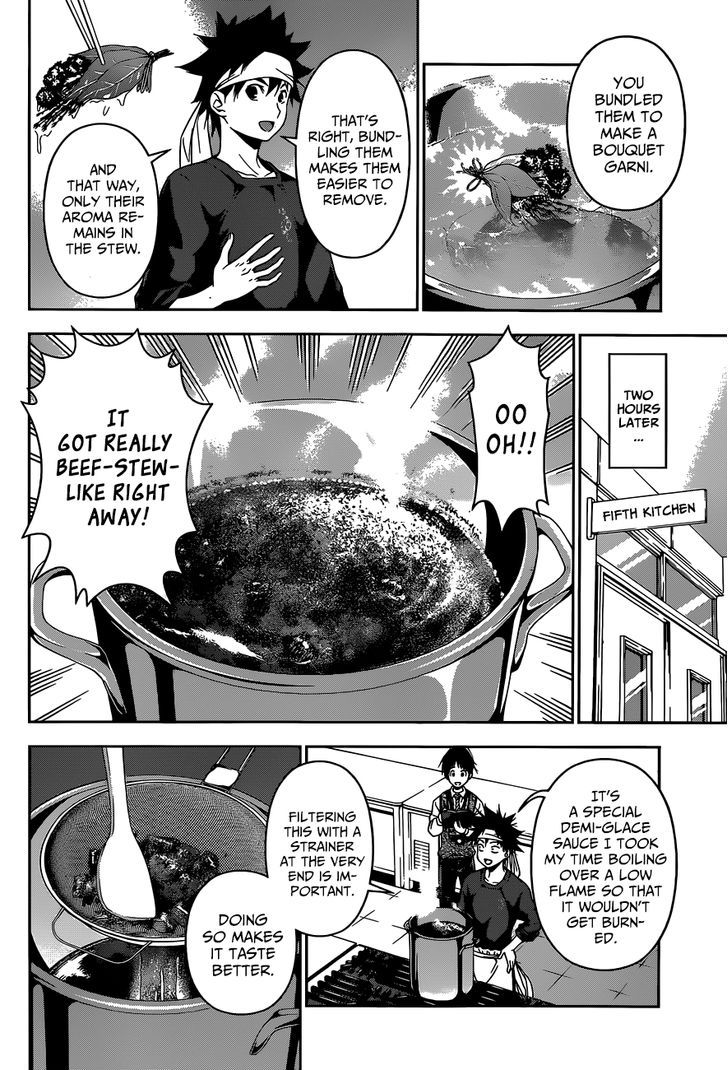 YOU
BUNDLED
THEM TO
MAKE A
BOUQUET
GARNI.
THAT'S
RIGHT, BUND-
LING THEM
MAKES THEM
EASIER TO
REMOVE.
AND
THAT WAY,
ONLY THEIR
AROMA RE-
MAINS IN
THE STEW.
TWO
HOURS
LATER
...
FIFTH KITCHEN
OO
OH!!
IT
GOT REALLY
BEEF-STEW-
LIKE RIGHT
AWAY!
IT'S
A SPECIAL
DEMI-GLACE
SAUCE I TOOK
MY TIME BOILING
OVER A LOW
FLAME SO THAT
IT WOULDN'T
GET BURN-
ED.
FILTERING
THIS WITH A
STRAINER
AT THE VERY
END IS IM-
PORTANT.
DOING
SO MAKES
IT TASTE
BETTER.